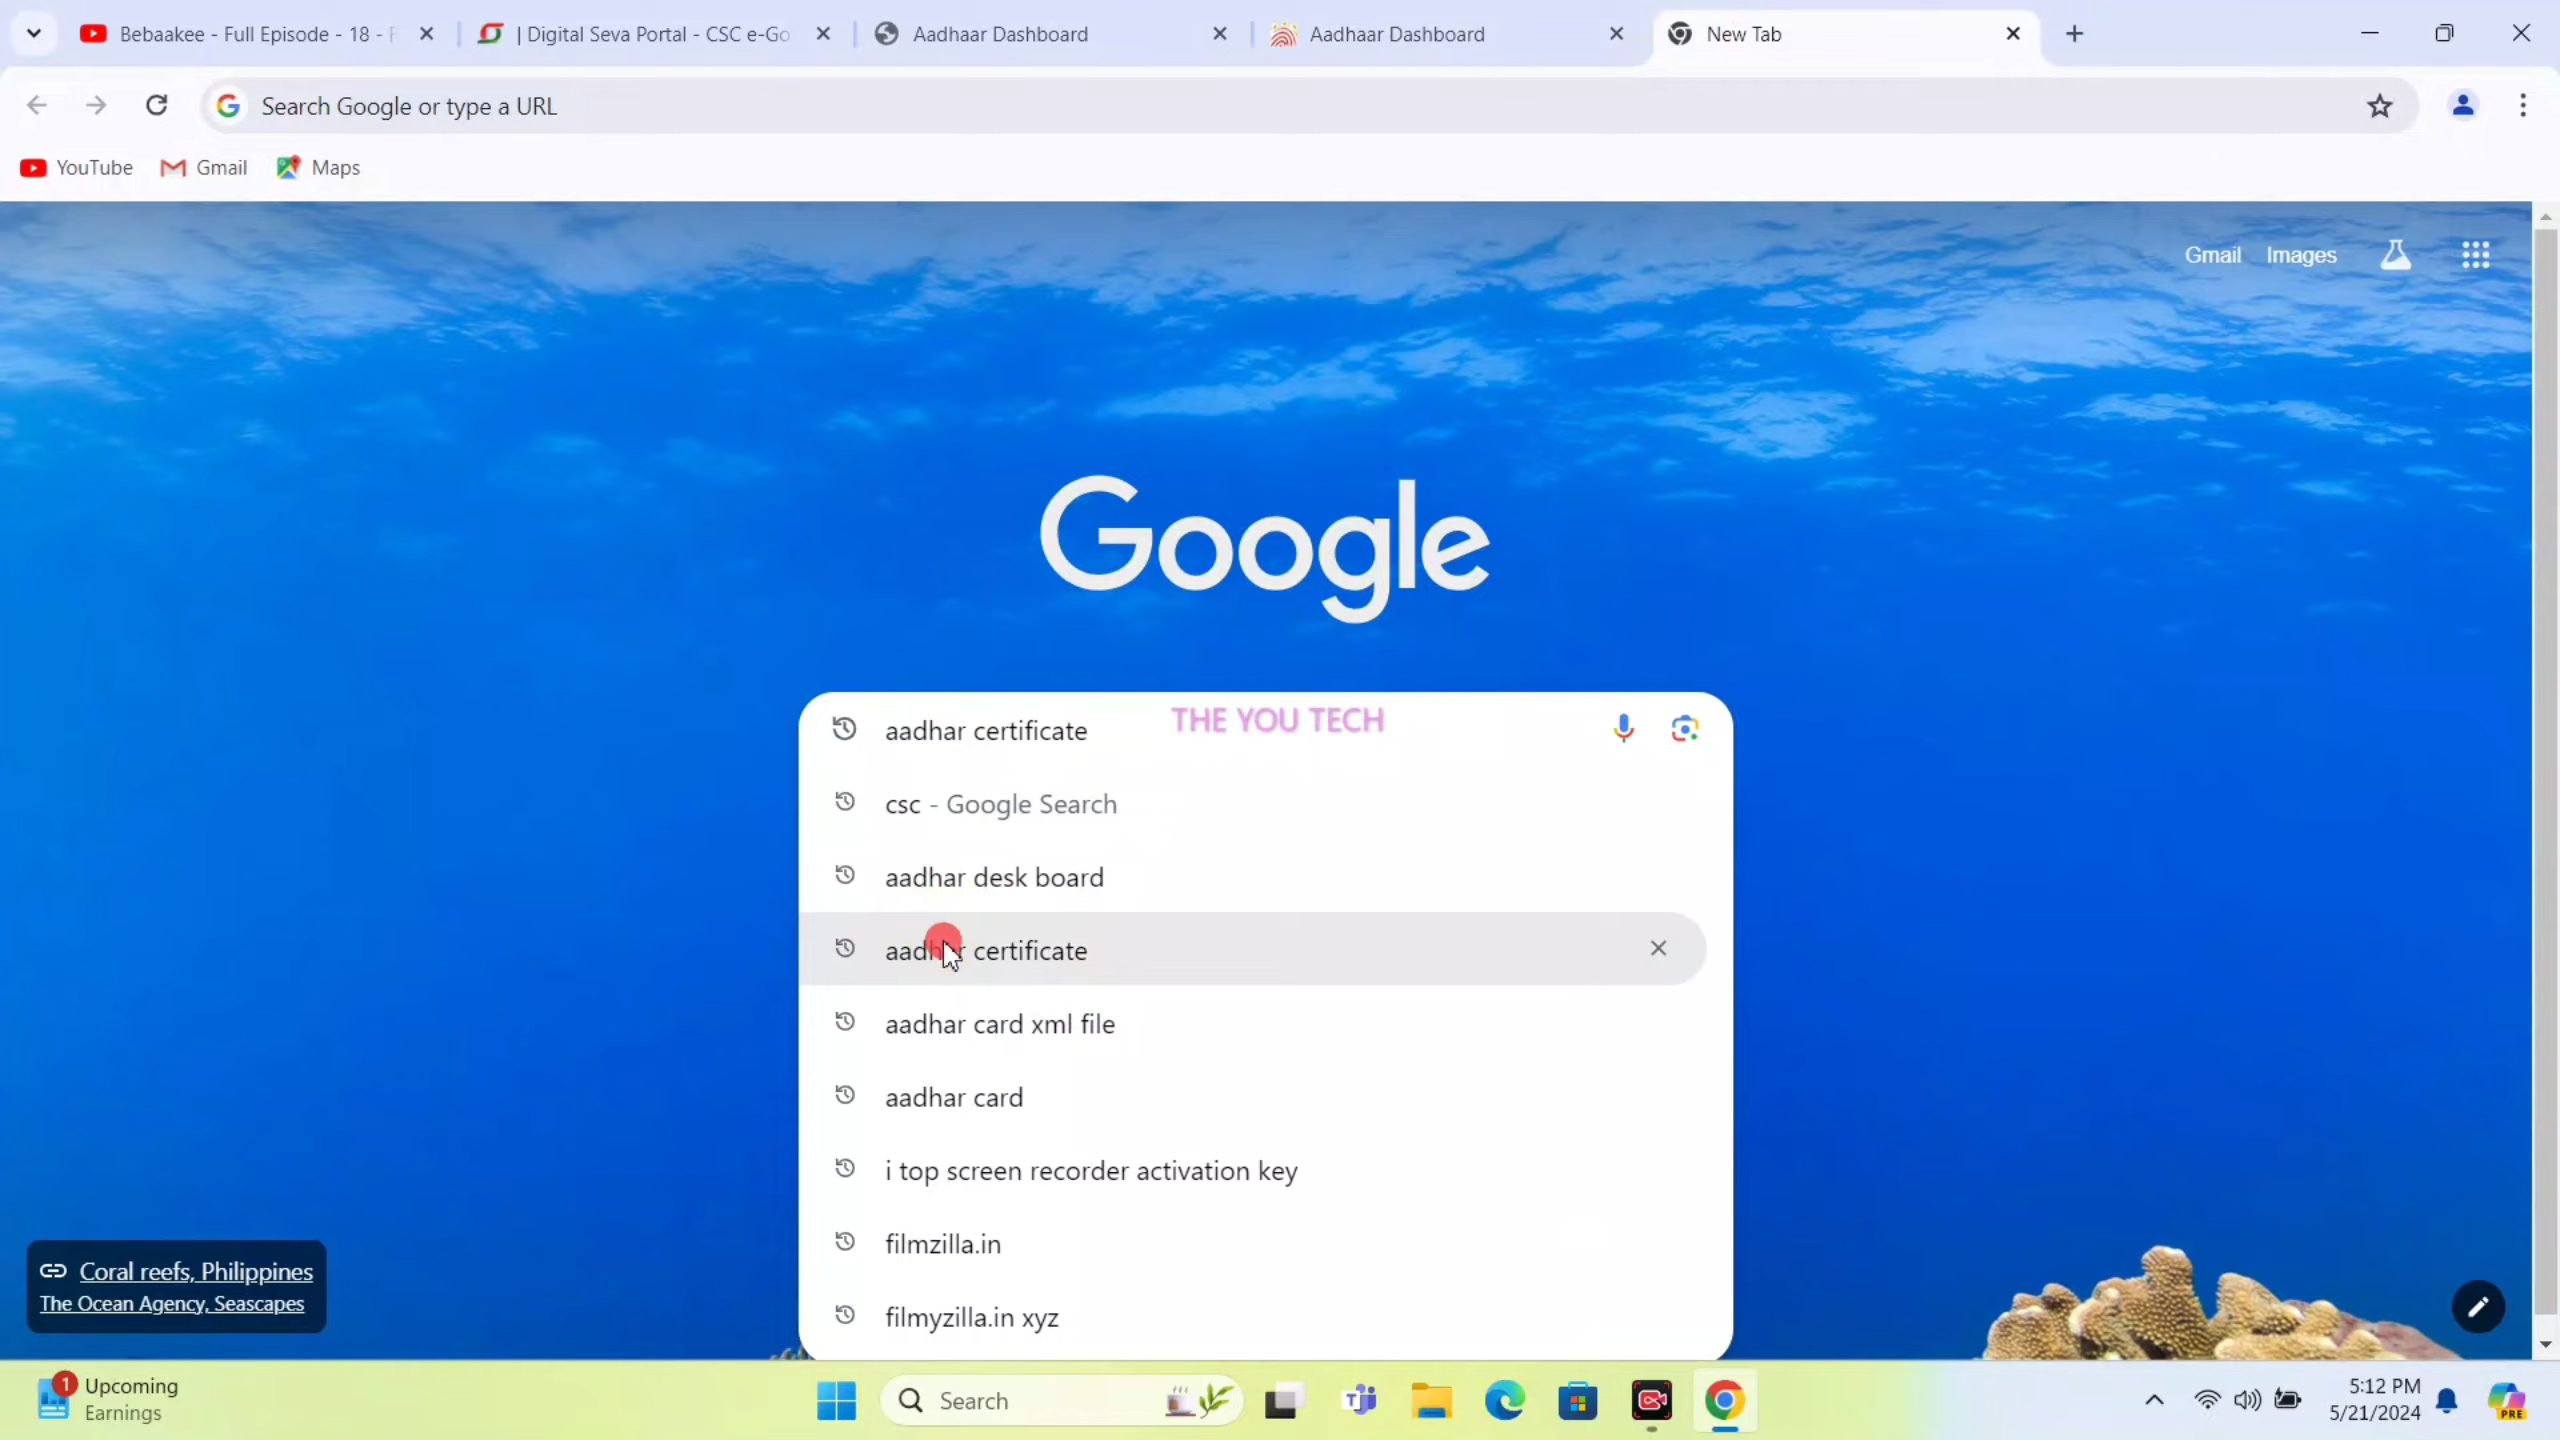 Bebaakee - Full Episode - 18 -
| Digital Seva Portal - CSC e-Go
Aadhaar Dashboard
Aadhaar Dashboard
New Tab
Search Google or type a URL
YouTube
Gmail
Maps
Gmail
Images
Google
aadhar certificate
THE YOU TECH
csc - Google Search
aadhar desk board
aadhar certificate
aadhar card xml file
aadhar card
i top screen recorder activation key
filmzilla.in
filmyzilla.in xyz
Coral reefs, Philippines
The Ocean Agency, Seascapes
1
Upcoming
Earnings
Search
5:12 PM
5/21/2024
PRE